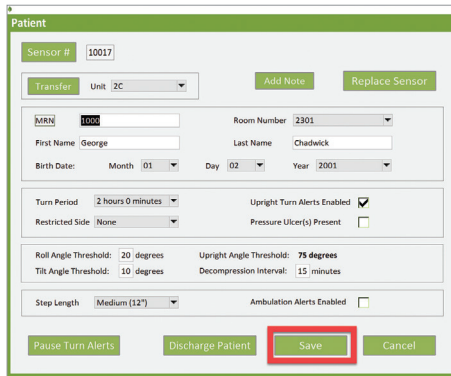 Patient
Sensor # 10017
Transfer Unit 2C Add Note Replace Sensor
MRN 1000 Room Number 2301
First Name George Last Name Chadwick
Birth Date: Month 01 Day 02 Year 2001
Turn Period 2 hours 0 minutes Upright Turn Alerts Enabled
Restricted Side None Pressure Ulcer(s) Present
Roll Angle Threshold: 20 degrees Upright Angle Threshold: 75 degrees
Tilt Angle Threshold: 10 degrees Decompression Interval: 15 minutes
Step Length Medium (12") Ambulation Alerts Enabled
Pause Turn Alerts Discharge Patient Save Cancel